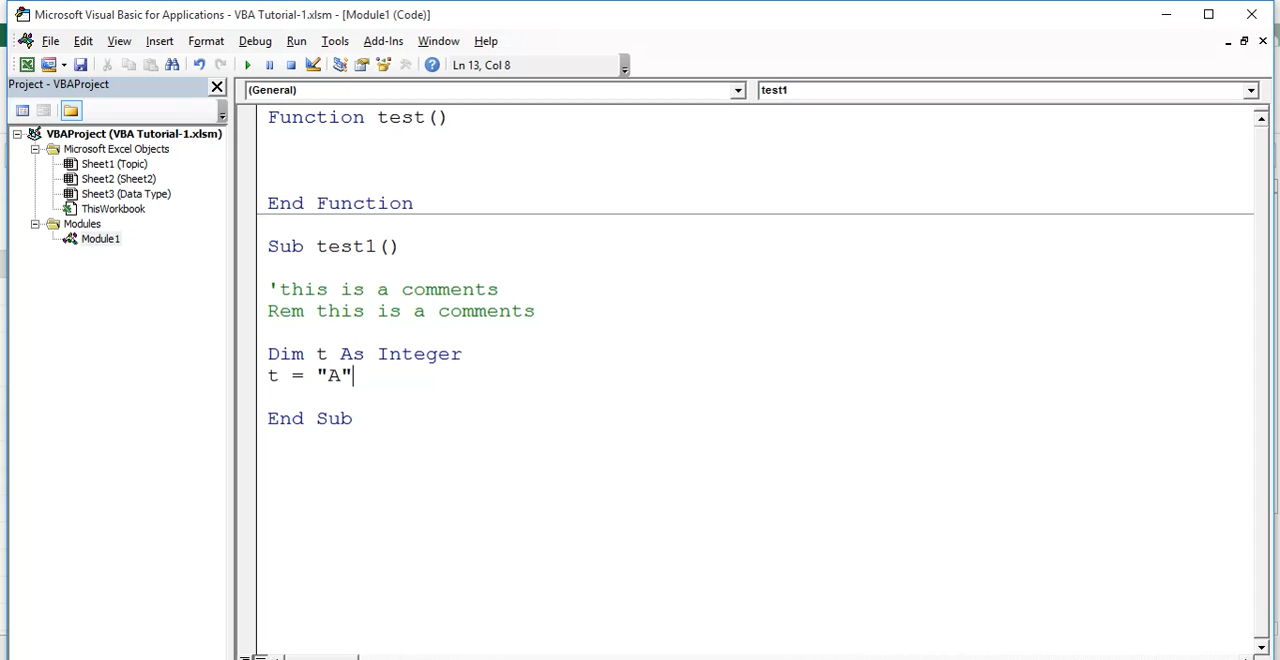 Microsoft Visual Basic for Applications - VBA Tutorial-1.xlsm - [Module1 (Code)]
File Edit View Insert Format Debug Run Tools Add-Ins Window Help
Ln 13, Col 8
Project - VBAProject
(General) test1
VBAProject (VBA Tutorial-1.xlsm)
Microsoft Excel Objects
Sheet1 (Topic)
Sheet2 (Sheet2)
Sheet3 (Data Type)
ThisWorkbook
Modules
Module1
Function test()
End Function
Sub test1()
'this is a comments
Rem this is a comments
Dim t As Integer
t = "A"
End Sub